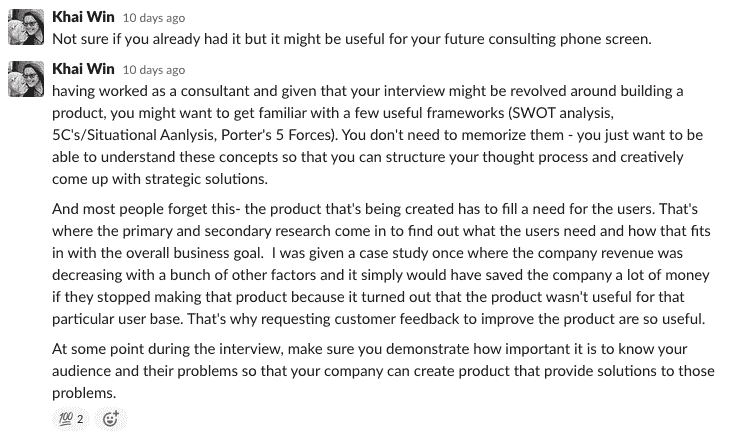 Khai Win 10 days ago
Not sure if you already had it but it might be useful for your future consulting phone screen.
Khai Win 10 days ago
having worked as a consultant and given that your interview might be revolved around building a
product, you might want to get familiar with a few useful frameworks (SWOT analysis,
5C's/Situational Aanlysis, Porter's 5 Forces). You don't need to memorize them - you just want to be
able to understand these concepts so that you can structure your thought process and creatively
come up with strategic solutions.
And most people forget this- the product that's being created has to fill a need for the users. That's
where the primary and secondary research come in to find out what the users need and how that fits
in with the overall business goal.  I was given a case study once where the company revenue was
decreasing with a bunch of other factors and it simply would have saved the company a lot of money
if they stopped making that product because it turned out that the product wasn't useful for that
particular user base. That's why requesting customer feedback to improve the product are so useful.
At some point during the interview, make sure you demonstrate how important it is to know your
audience and their problems so that your company can create product that provide solutions to those
problems.
100 2